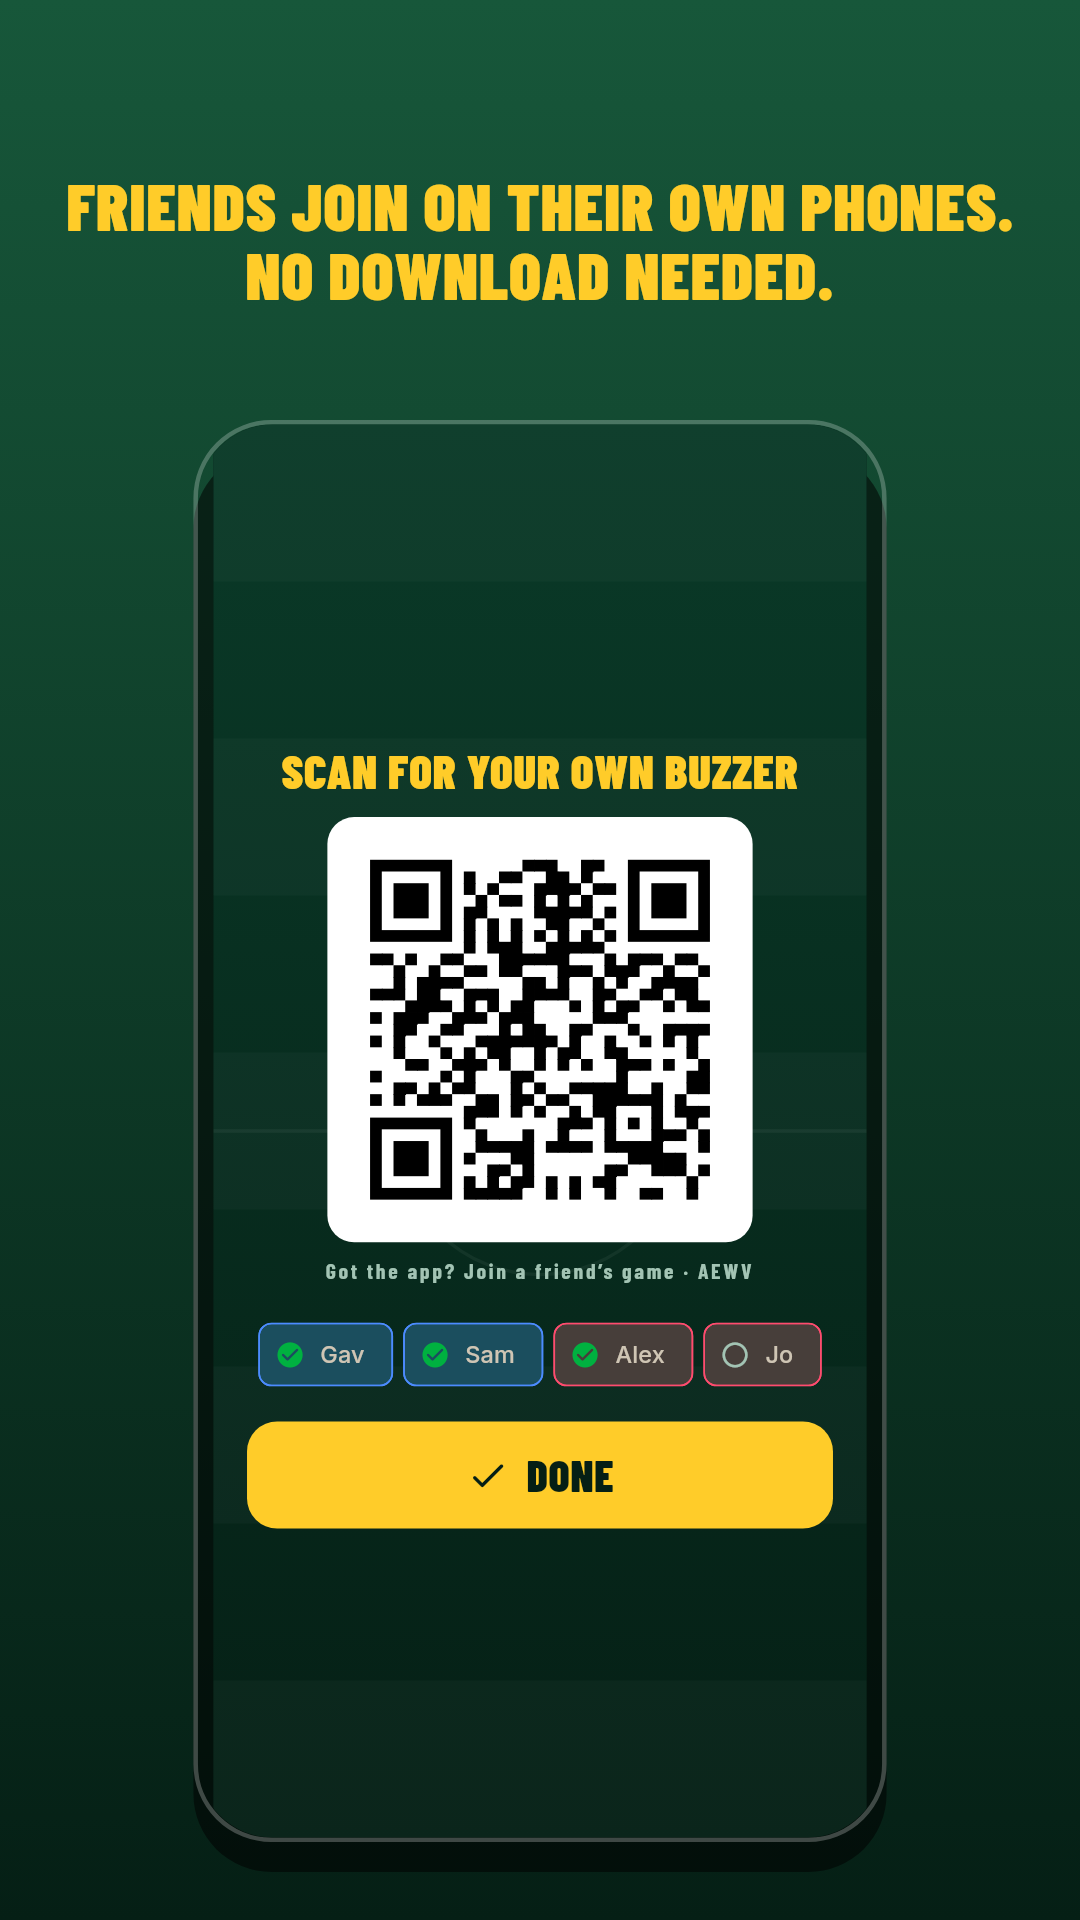 FRIENDS JOIN ON THEIR OWN PHONES.
NO DOWNLOAD NEEDED.
SCAN FOR YOUR OWN BUZZER
Got the app? Join a friend’s game · AEWV
Gav Sam Alex Jo
DONE